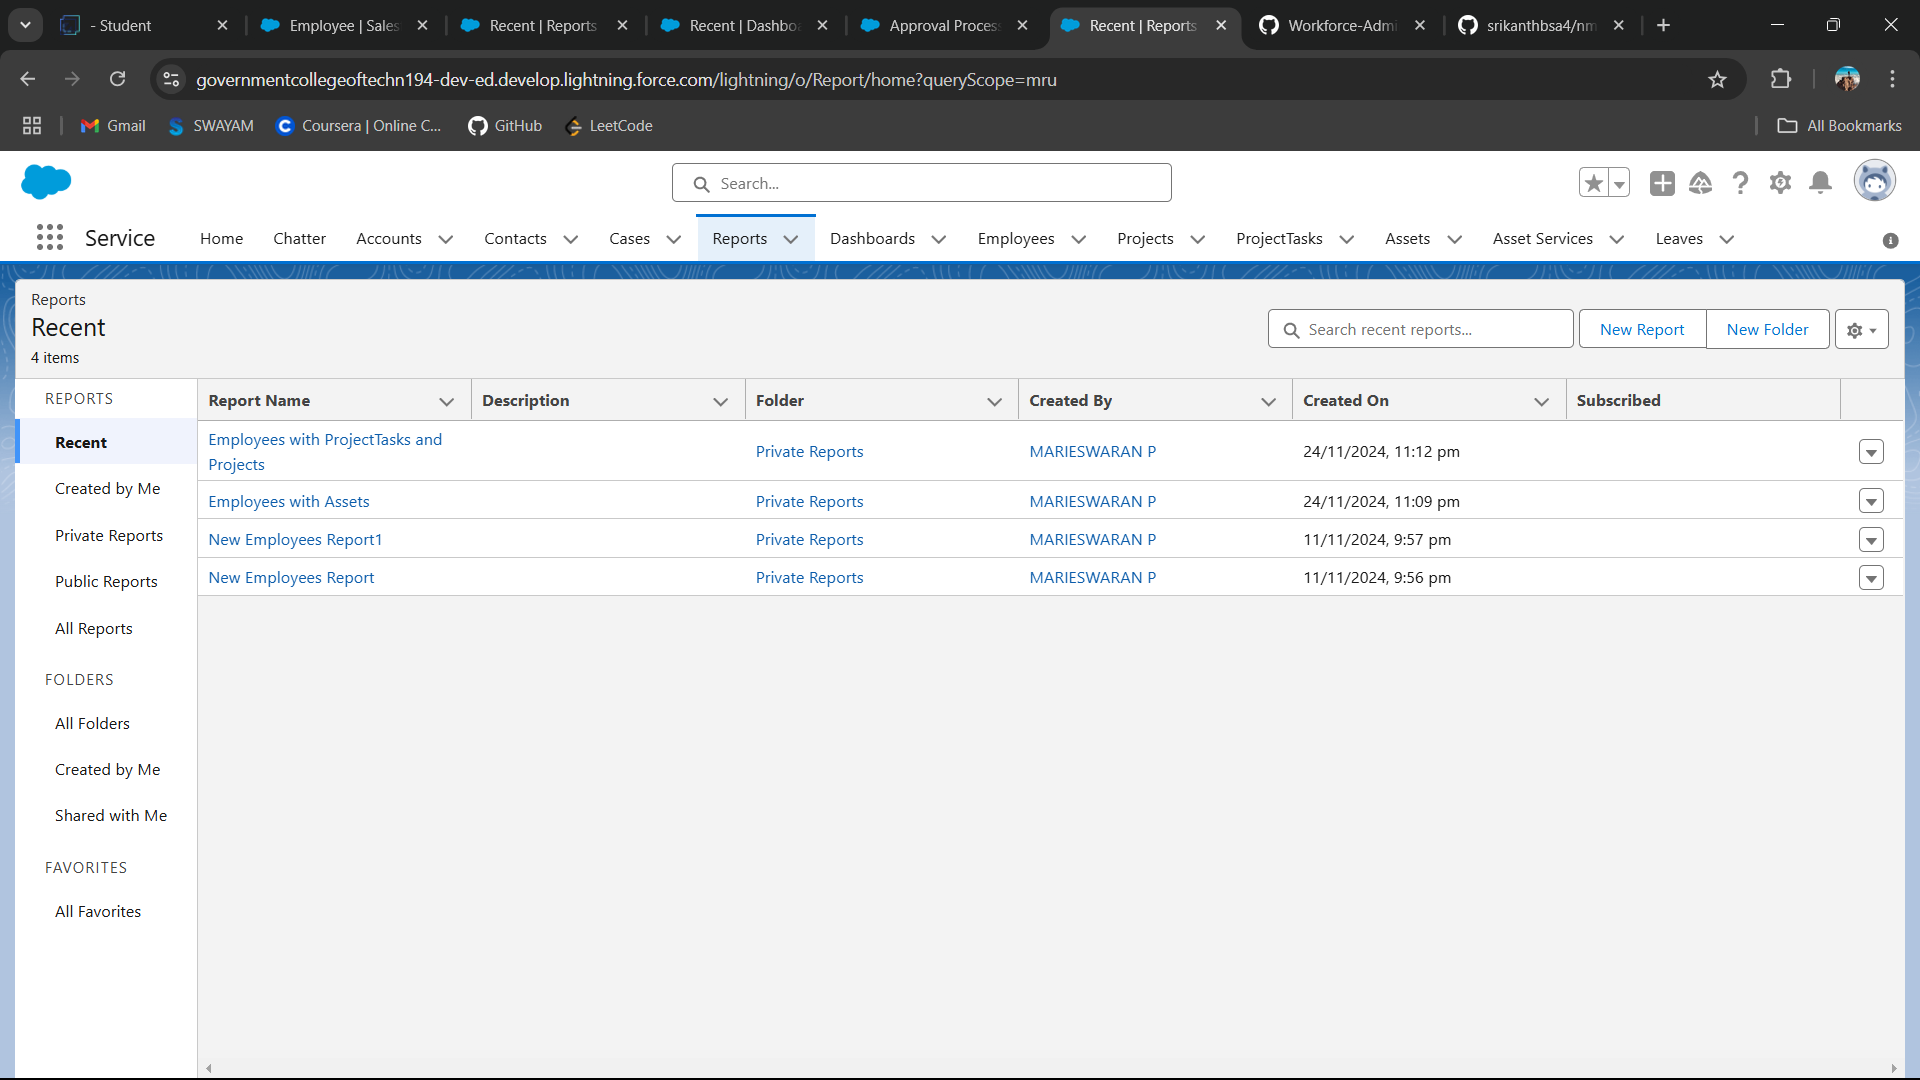 - Student
Employee | Sales
Recent | Reports
Recent | Dashboa
Approval Process
Recent | Reports
Workforce-Admi
srikanthbsa4/nm
governmentcollegeoftechn194-dev-ed.develop.lightning.force.com/lightning/o/Report/home?queryScope=mru
Gmail
SWAYAM
Coursera | Online C...
GitHub
LeetCode
All Bookmarks
Search...
Service
Home
Chatter
Accounts
Contacts
Cases
Reports
Dashboards
Employees
Projects
ProjectTasks
Assets
Asset Services
Leaves
Reports
Recent
4 items
Search recent reports...
New Report
New Folder
REPORTS
Recent
Created by Me
Private Reports
Public Reports
All Reports
FOLDERS
All Folders
Created by Me
Shared with Me
FAVORITES
All Favorites
Report Name Description Folder Created By Created On Subscribed
Employees with ProjectTasks and
Projects
Private Reports MARIESWARAN P 24/11/2024, 11:12 pm
Employees with Assets Private Reports MARIESWARAN P 24/11/2024, 11:09 pm
New Employees Report1 Private Reports MARIESWARAN P 11/11/2024, 9:57 pm
New Employees Report Private Reports MARIESWARAN P 11/11/2024, 9:56 pm